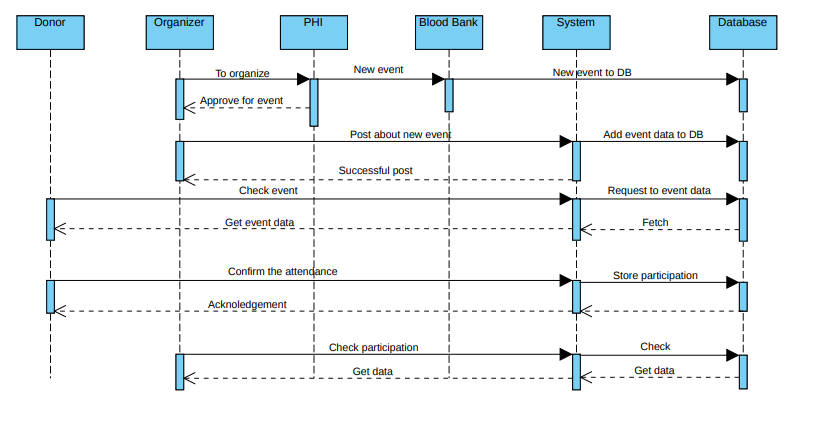 Donor
Organizer
PHI
Blood Bank
System
Database
To organize
New event
New event to DB
Approve for event
Post about new event
Add event data to DB
Successful post
Check event
Request to event data
Get event data
Fetch
Confirm the attendance
Store participation
Acknoledgement
Check participation
Check
Get data
Get data